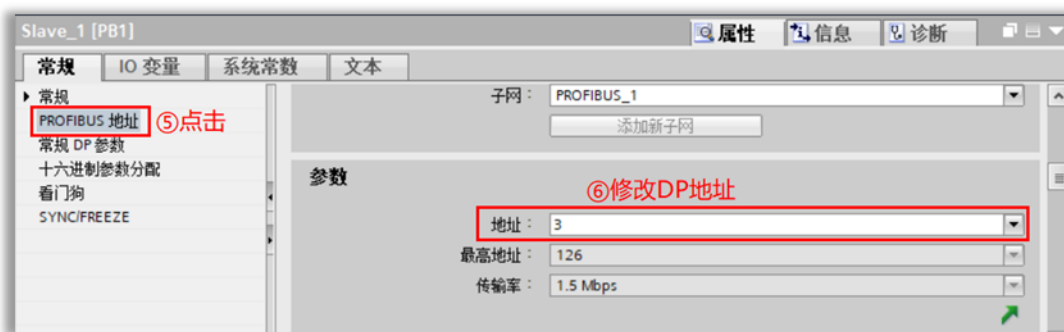 Slave_1 [PB1]
属性
信息
诊断
常规
IO 变量
系统常数
文本
常规
PROFIBUS 地址
⑤点击
常规 DP 参数
十六进制参数分配
看门狗
SYNC/FREEZE
子网：
PROFIBUS_1
添加新子网
参数
⑥修改DP地址
地址：
3
最高地址：
126
传输率：
1.5 Mbps